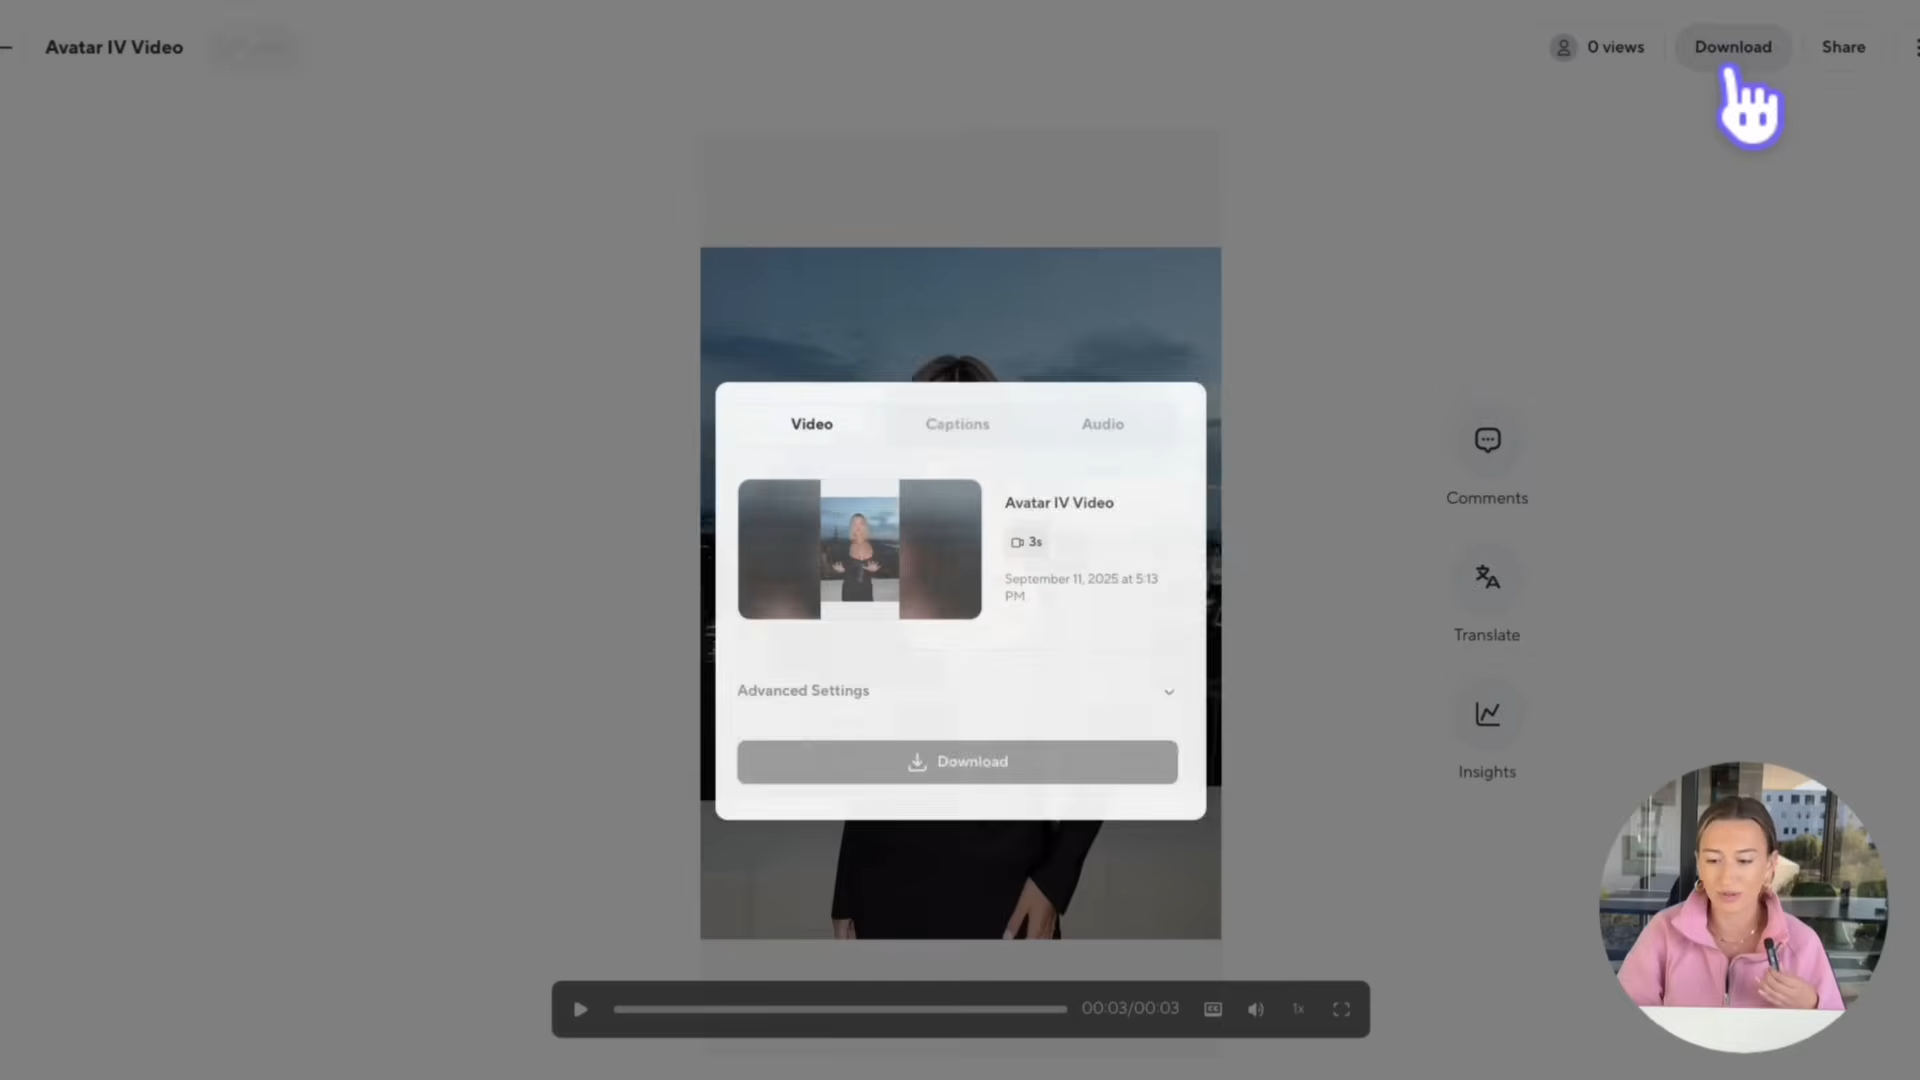 Avatar IV Video
0 views
Download
Share
Video
Captions
Audio
Avatar IV Video
3s
September 11, 2025 at 5:13
PM
Advanced Settings
Download
Comments
Translate
Insights
00:03/00:03
CC
1x